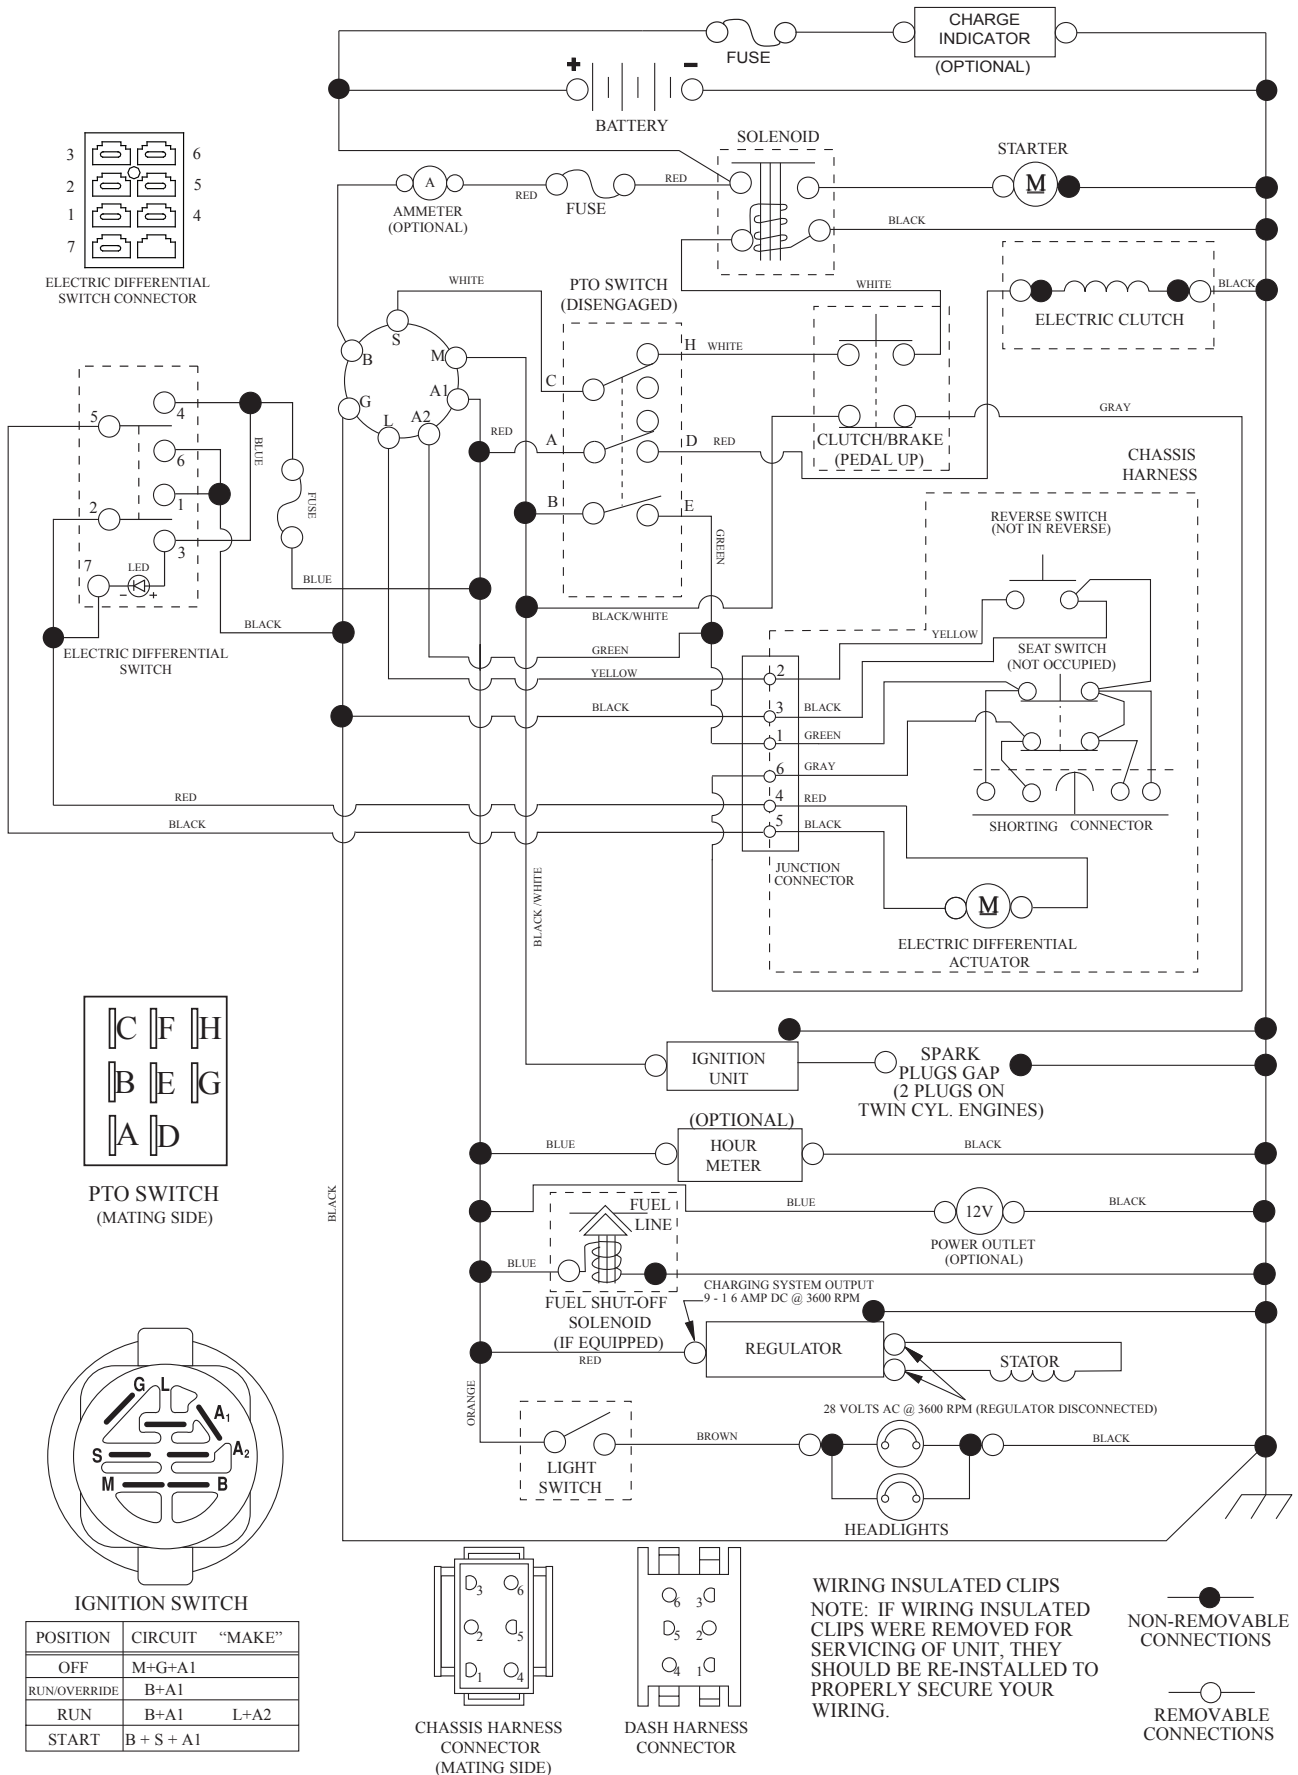 CHARGE
INDICATOR
(OPTIONAL)
FUSE
+
-
BATTERY
SOLENOID
STARTER
M
3
6
2
5
1
4
7
ELECTRIC DIFFERENTIAL
SWITCH CONNECTOR
A
AMMETER
(OPTIONAL)
RED
FUSE
RED
BLACK
WHITE
PTO SWITCH
(DISENGAGED)
WHITE
BLACK
ELECTRIC CLUTCH
S
B
M
G
A1
L
A2
H
WHITE
C
RED
A
D
RED
B
E
GREEN
CLUTCH/BRAKE
(PEDAL UP)
GRAY
CHASSIS
HARNESS
5
4
6
1
2
3
7
LED
-
+
BLUE
FUSE
BLUE
BLACK
ELECTRIC DIFFERENTIAL
SWITCH
REVERSE SWITCH
(NOT IN REVERSE)
BLACK/WHITE
YELLOW
GREEN
YELLOW
SEAT SWITCH
(NOT OCCUPIED)
BLACK
2
3
BLACK
1
GREEN
6
GRAY
RED
4
RED
BLACK
5
BLACK
SHORTING CONNECTOR
JUNCTION
CONNECTOR
BLACK /WHITE
M
ELECTRIC DIFFERENTIAL
ACTUATOR
C F H
B E G
A D
PTO SWITCH
(MATING SIDE)
IGNITION
UNIT
SPARK
PLUGS GAP
(2 PLUGS ON
TWIN CYL. ENGINES)
(OPTIONAL)
BLUE
HOUR
METER
BLACK
BLACK
FUEL
LINE
BLUE
12V
BLACK
POWER OUTLET
(OPTIONAL)
BLUE
FUEL SHUT-OFF
SOLENOID
(IF EQUIPPED)
CHARGING SYSTEM OUTPUT
9 - 1 6 AMP DC @ 3600 RPM
RED
REGULATOR
STATOR
28 VOLTS AC @ 3600 RPM (REGULATOR DISCONNECTED)
ORANGE
LIGHT
SWITCH
BROWN
BLACK
HEADLIGHTS
G L
A1
S
A2
M
B
IGNITION SWITCH
POSITION CIRCUIT “MAKE”
OFF M+G+A1
RUN/OVERRIDE B+A1
RUN B+A1 L+A2
START B + S + A1
3 6
2 5
1 4
CHASSIS HARNESS
CONNECTOR
(MATING SIDE)
6 3
5 2
4 1
DASH HARNESS
CONNECTOR
WIRING INSULATED CLIPS
NOTE: IF WIRING INSULATED
CLIPS WERE REMOVED FOR
SERVICING OF UNIT, THEY
SHOULD BE RE-INSTALLED TO
PROPERLY SECURE YOUR
WIRING.
NON-REMOVABLE
CONNECTIONS
REMOVABLE
CONNECTIONS